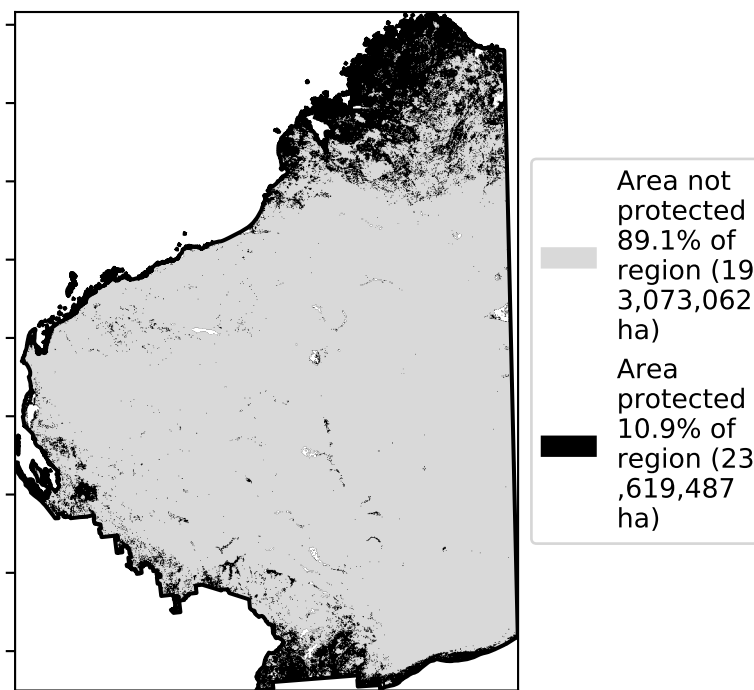 Area not
protected
89.1% of
region (19
3,073,062
ha)
Area
protected
10.9% of
region (23
,619,487
ha)